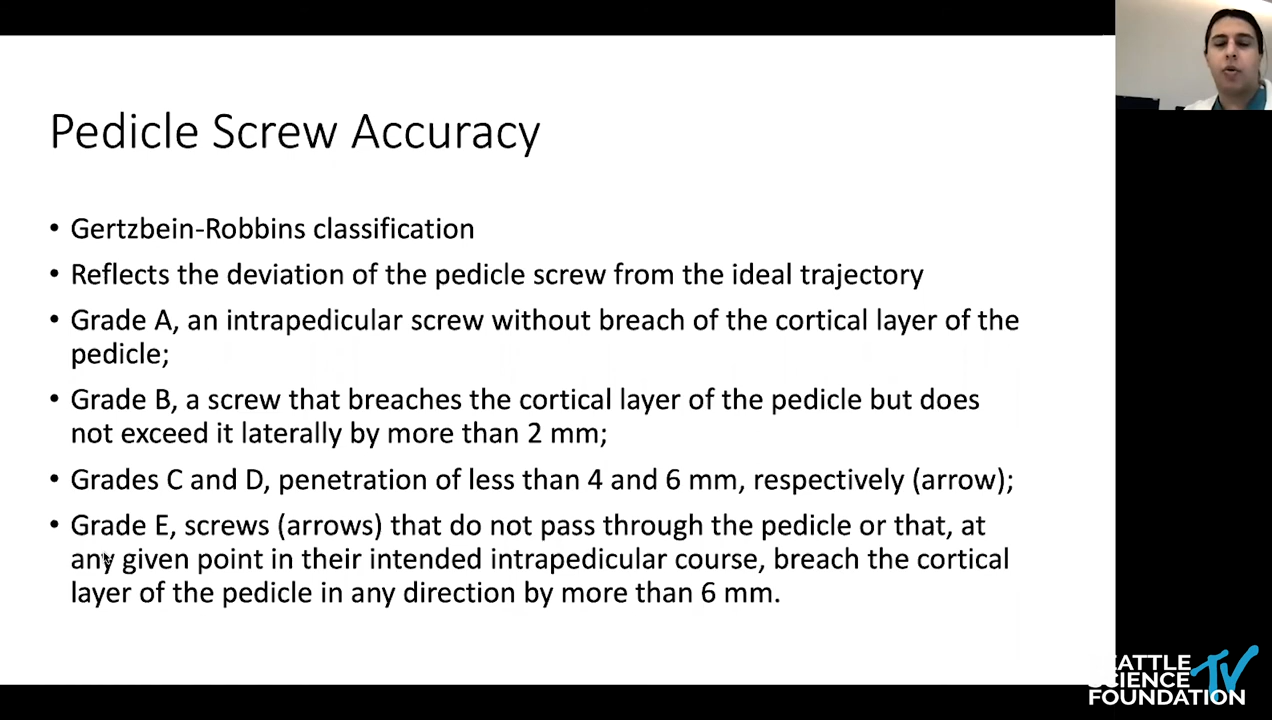 Pedicle Screw Accuracy
• Gertzbein-Robbins classification
• Reflects the deviation of the pedicle screw from the ideal trajectory
• Grade A, an intrapedicular screw without breach of the cortical layer of the
pedicle;
• Grade B, a screw that breaches the cortical layer of the pedicle but does
not exceed it laterally by more than 2 mm;
• Grades C and D, penetration of less than 4 and 6 mm, respectively (arrow);
• Grade E, screws (arrows) that do not pass through the pedicle or that, at
any given point in their intended intrapedicular course, breach the cortical
layer of the pedicle in any direction by more than 6 mm.
SEATTLE
SCIENCE TV
FOUNDATION